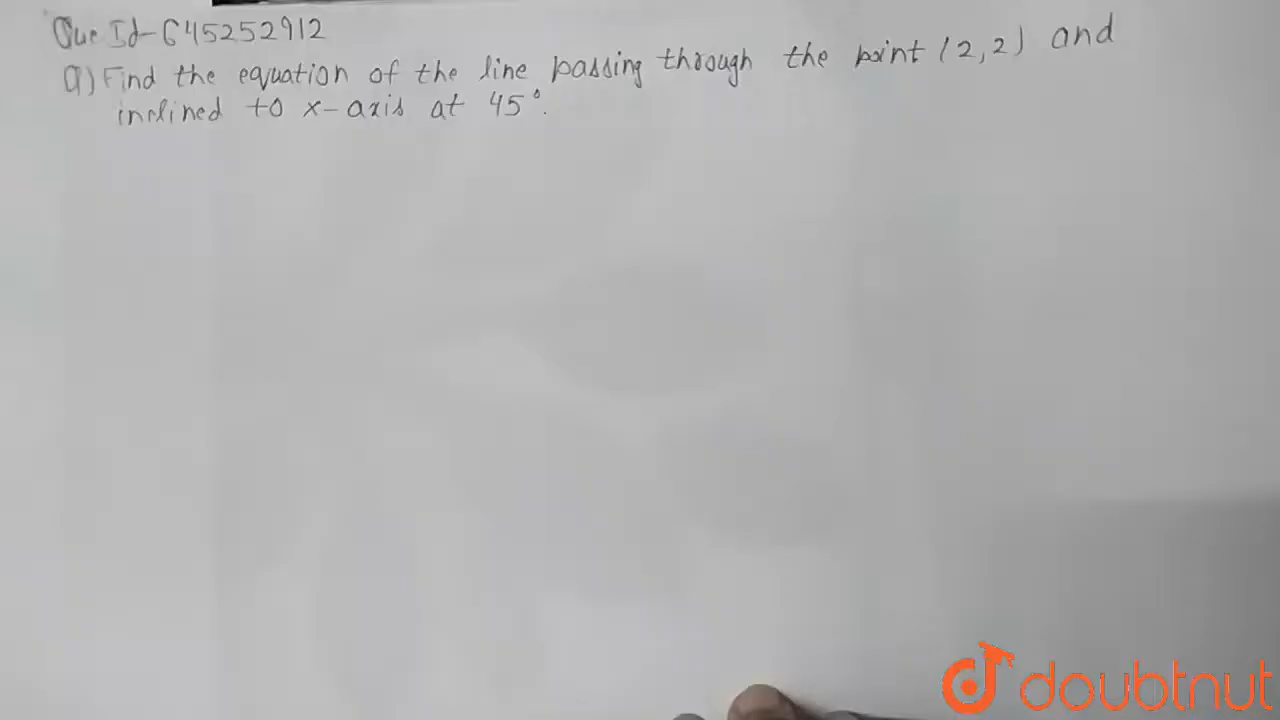 Que Id-645252912
Q) Find the equation of the line passing through the point (2,2) and
inclined to x-axis at 45°.
doubtnut